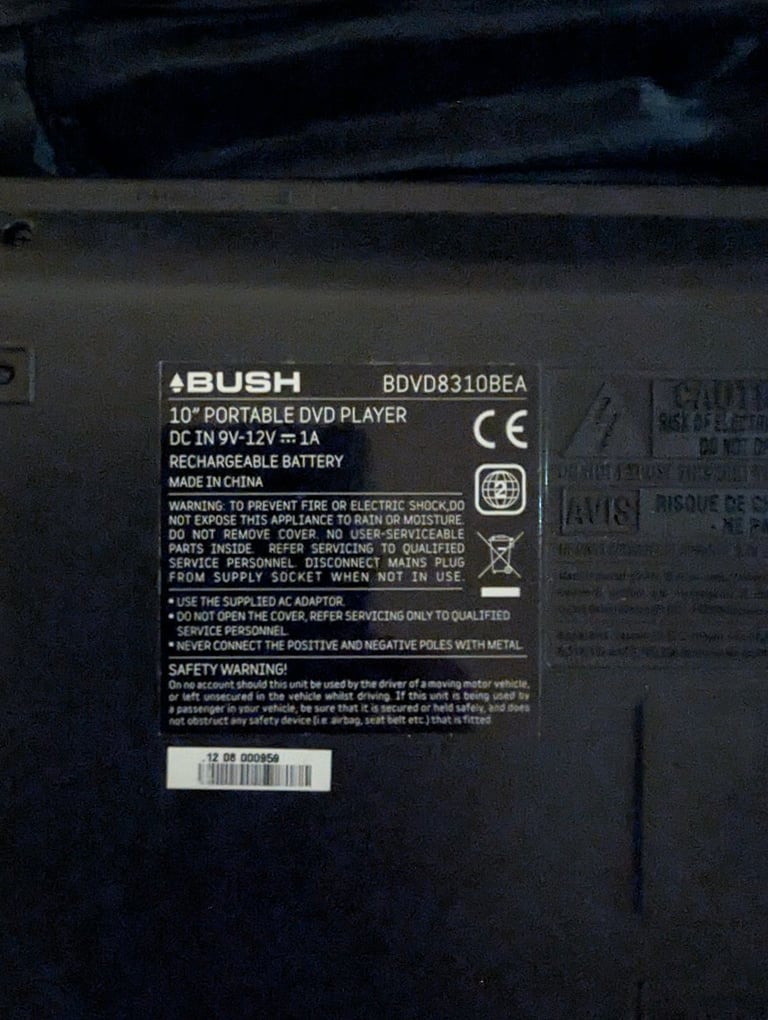 BUSH BDVD8310BEA
10" PORTABLE DVD PLAYER
DC IN 9V-12V ⎓ 1A
RECHARGEABLE BATTERY
MADE IN CHINA
CE
2
WARNING: TO PREVENT FIRE OR ELECTRIC SHOCK,DO
NOT EXPOSE THIS APPLIANCE TO RAIN OR MOISTURE.
DO NOT REMOVE COVER. NO USER-SERVICEABLE
PARTS INSIDE. REFER SERVICING TO QUALIFIED
SERVICE PERSONNEL. DISCONNECT MAINS PLUG
FROM SUPPLY SOCKET WHEN NOT IN USE.
▪ USE THE SUPPLIED AC ADAPTOR.
▪ DO NOT OPEN THE COVER, REFER SERVICING ONLY TO QUALIFIED
SERVICE PERSONNEL.
▪ NEVER CONNECT THE POSITIVE AND NEGATIVE POLES WITH METAL.
SAFETY WARNING!
On no account should this unit be used by the driver of a moving motor vehicle,
or left unsecured in the vehicle whilst driving. If this unit is being used by
a passenger in your vehicle, be sure that it is secured or held safely, and does
not obstruct any safety device (i.e. airbag, seat belt etc.) that is fitted
12 08 000959
RISK OF
DO NOT
AVIS
RISQUE DE